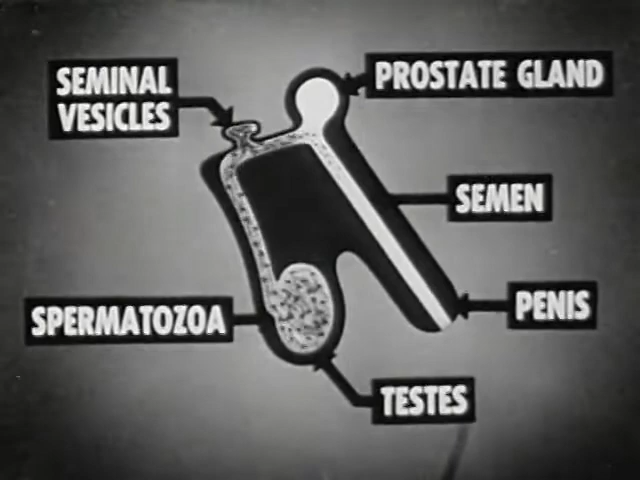 SEMINAL
VESICLES
PROSTATE GLAND
SEMEN
PENIS
SPERMATOZOA
TESTES